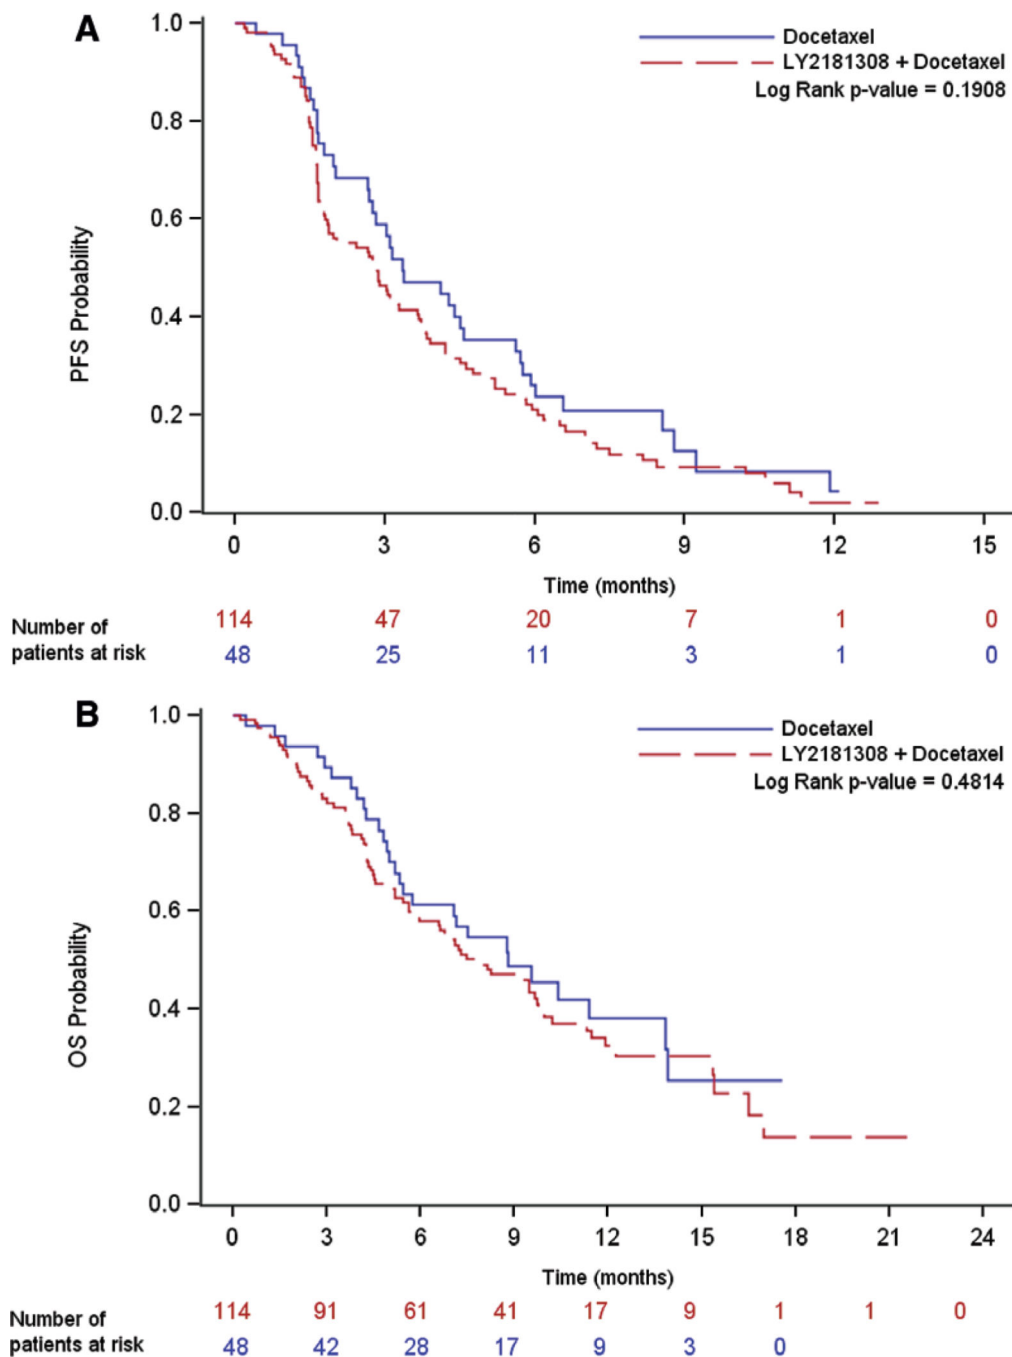 A
1.0
0.8
0.6
0.4
0.2
0.0
PFS Probability
Docetaxel
LY2181308 + Docetaxel
Log Rank p-value = 0.1908
0 3 6 9 12 15
Time (months)
Number of
patients at risk
114 47 20 7 1 0
48 25 11 3 1 0
B
1.0
0.8
0.6
0.4
0.2
0.0
OS Probability
Docetaxel
LY2181308 + Docetaxel
Log Rank p-value = 0.4814
0 3 6 9 12 15 18 21 24
Time (months)
Number of
patients at risk
114 91 61 41 17 9 1 1 0
48 42 28 17 9 3 0